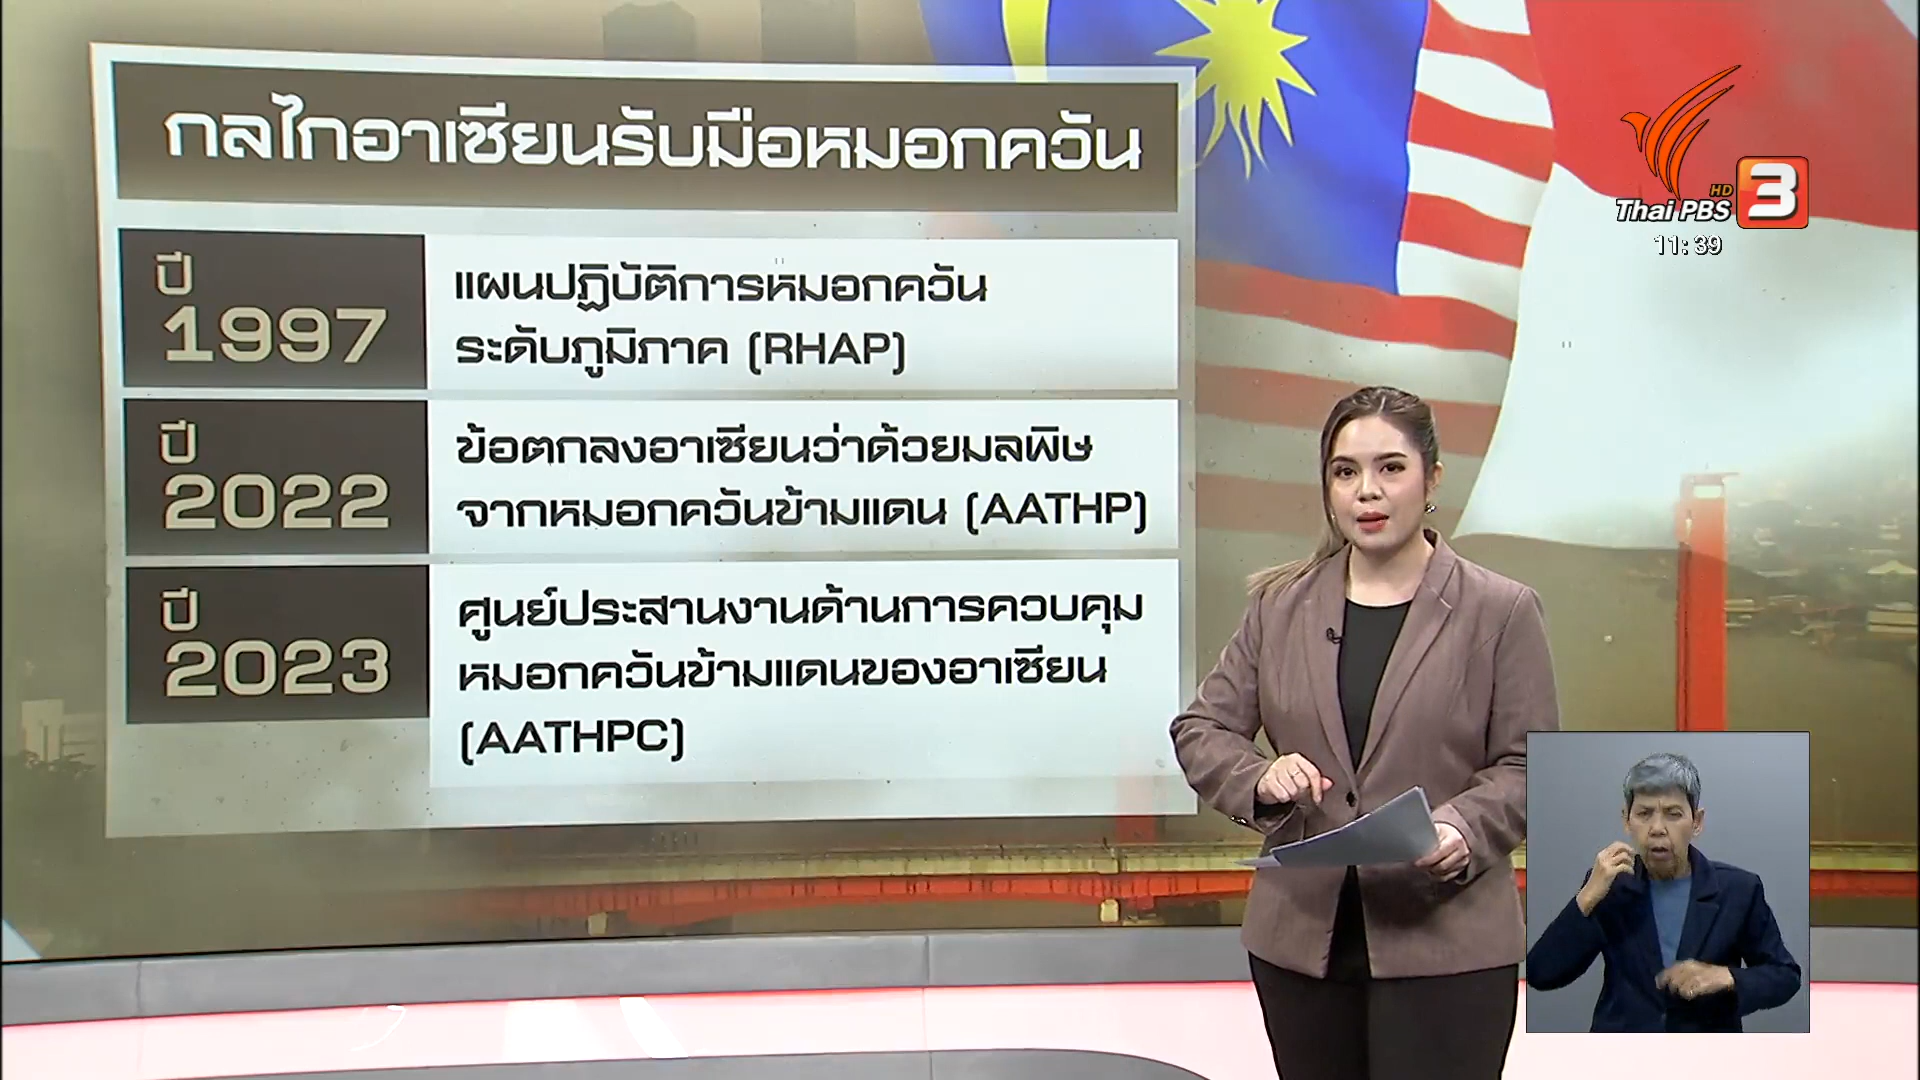 กลไกอาเซียนรับมือหมอกควัน
ปี
1997
แผนปฏิบัติการหมอกควัน
ระดับภูมิภาค (RHAP)
ปี
2022
ข้อตกลงอาเซียนว่าด้วยมลพิษ
จากหมอกควันข้ามแดน (AATHP)
ปี
2023
ศูนย์ประสานงานด้านการควบคุม
หมอกควันข้ามแดนของอาเซียน
(AATHPC)
HD
Thai PBS 3
11:39